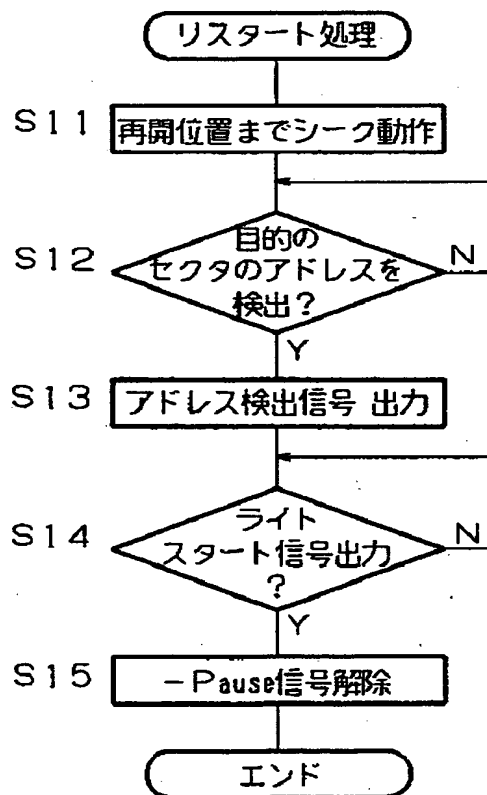 リスタート処理
S11
再開位置までシーク動作
S12
目的の
セクタのアドレスを
検出?
N
Y
S13
アドレス検出信号 出力
S14
ライト
スタート信号出力
?
N
Y
S15
-Pause信号解除
エンド